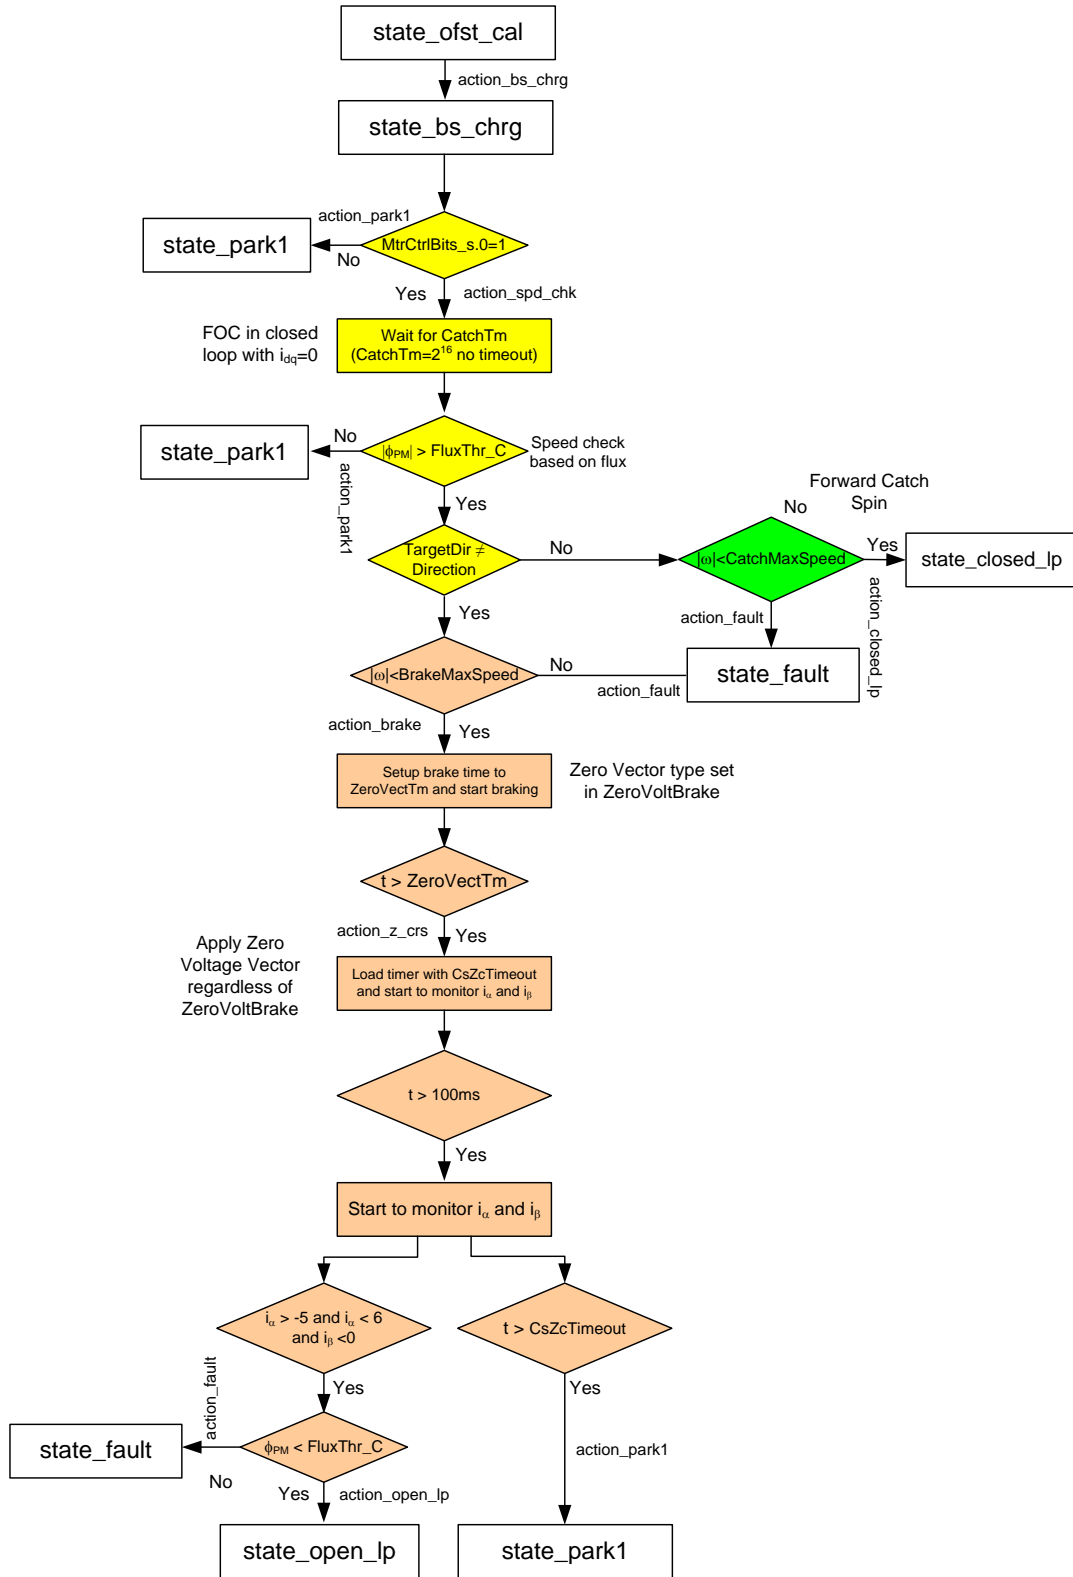 state_ofst_cal
action_bs_chrg
state_bs_chrg
action_park1
state_park1
MtrCtrlBits_s.0=1
No
Yes
action_spd_chk
FOC in closed
loop with idq=0
Wait for CatchTm
(CatchTm=2^16 no timeout)
state_park1
No
action_park1
|ϕPM| > FluxThr_C
Speed check
based on flux
Yes
Forward Catch
Spin
No
TargetDir ≠
Direction
No
|ω|<CatchMaxSpeed
Yes
state_closed_lp
action_closed_lp
Yes
action_fault
|ω|<BrakeMaxSpeed
No
action_fault
state_fault
action_brake
Yes
Setup brake time to
ZeroVectTm and start braking
Zero Vector type set
in ZeroVoltBrake
t > ZeroVectTm
action_z_crs
Yes
Apply Zero
Voltage Vector
regardless of
ZeroVoltBrake
Load timer with CsZcTimeout
and start to monitor iα and iβ
t > 100ms
Yes
Start to monitor iα and iβ
iα > -5 and iα < 6
and iβ <0
t > CsZcTimeout
Yes
Yes
action_fault
state_fault
No
ϕPM < FluxThr_C
action_park1
Yes
action_open_lp
state_open_lp
state_park1